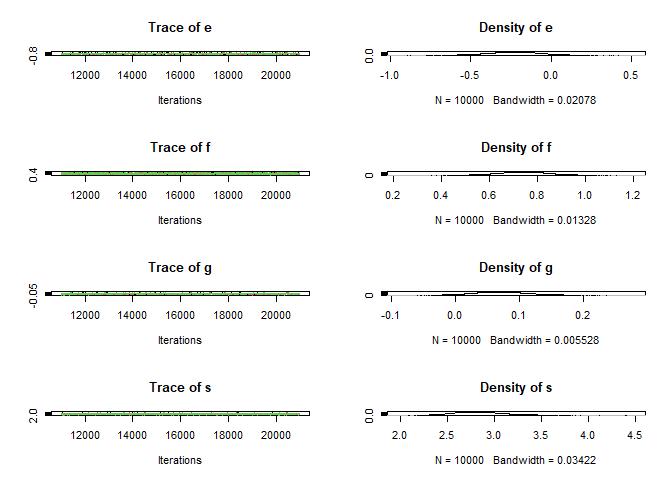 Trace of e
-0.8
12000 14000 16000 18000 20000
Iterations
Density of e
0.0
-1.0 -0.5 0.0 0.5
N = 10000 Bandwidth = 0.02078
Trace of f
0.4
12000 14000 16000 18000 20000
Iterations
Density of f
0
0.2 0.4 0.6 0.8 1.0 1.2
N = 10000 Bandwidth = 0.01328
Trace of g
-0.05
12000 14000 16000 18000 20000
Iterations
Density of g
0
-0.1 0.0 0.1 0.2
N = 10000 Bandwidth = 0.005528
Trace of s
2.0
12000 14000 16000 18000 20000
Iterations
Density of s
0.0
2.0 2.5 3.0 3.5 4.0 4.5
N = 10000 Bandwidth = 0.03422